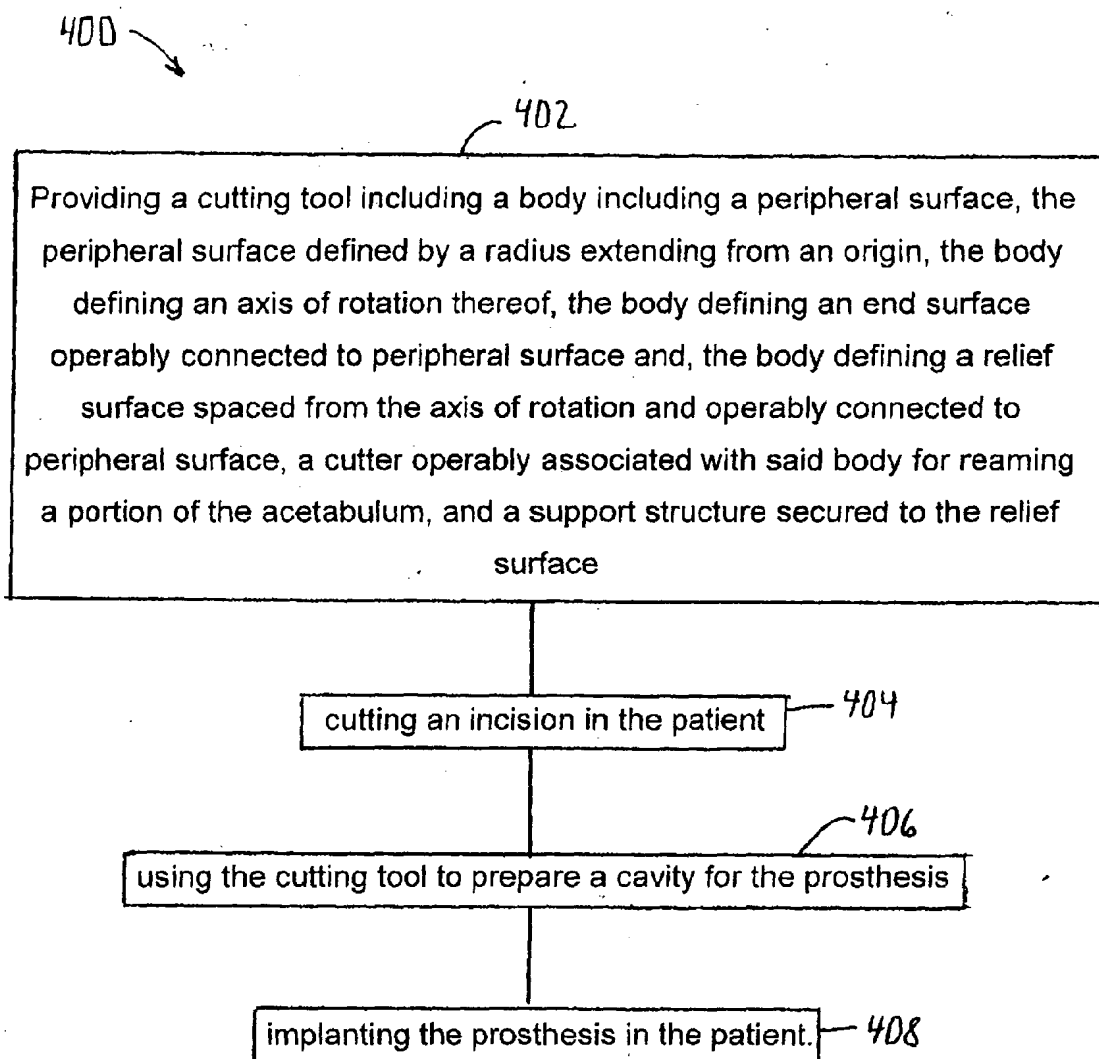 400
402
Providing a cutting tool including a body including a peripheral surface, the
peripheral surface defined by a radius extending from an origin, the body
defining an axis of rotation thereof, the body defining an end surface
operably connected to peripheral surface and, the body defining a relief
surface spaced from the axis of rotation and operably connected to
peripheral surface, a cutter operably associated with said body for reaming
a portion of the acetabulum, and a support structure secured to the relief
surface
cutting an incision in the patient
404
406
using the cutting tool to prepare a cavity for the prosthesis
implanting the prosthesis in the patient.
408